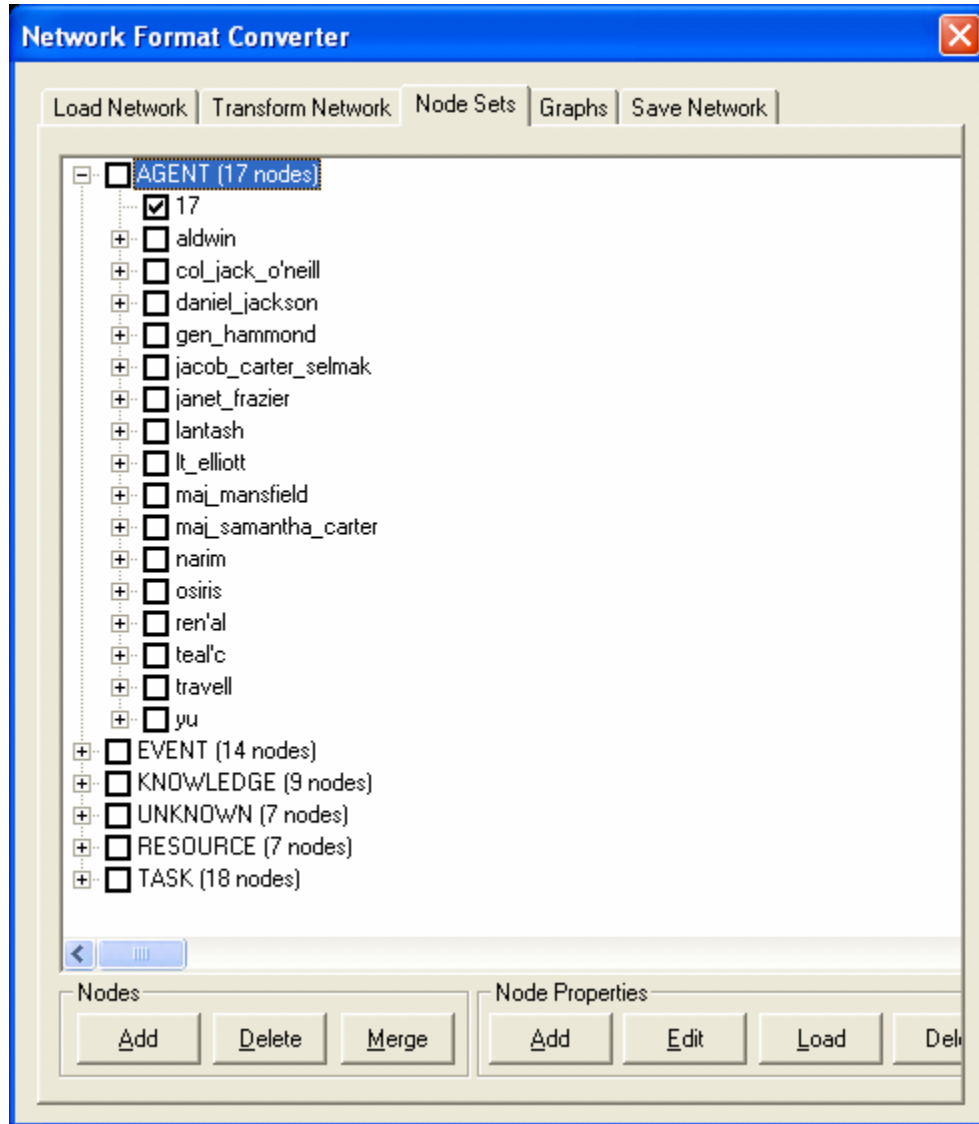 Network Format Converter
Load Network Transform Network Node Sets Graphs Save Network
AGENT (17 nodes)
17
aldwin
col_jack_o'neill
daniel_jackson
gen_hammond
jacob_carter_selmak
janet_frazier
lantash
lt_elliott
maj_mansfield
maj_samantha_carter
narim
osiris
ren'al
teal'c
travell
yu
EVENT (14 nodes)
KNOWLEDGE (9 nodes)
UNKNOWN (7 nodes)
RESOURCE (7 nodes)
TASK (18 nodes)
Nodes Node Properties
Add Delete Merge Add Edit Load